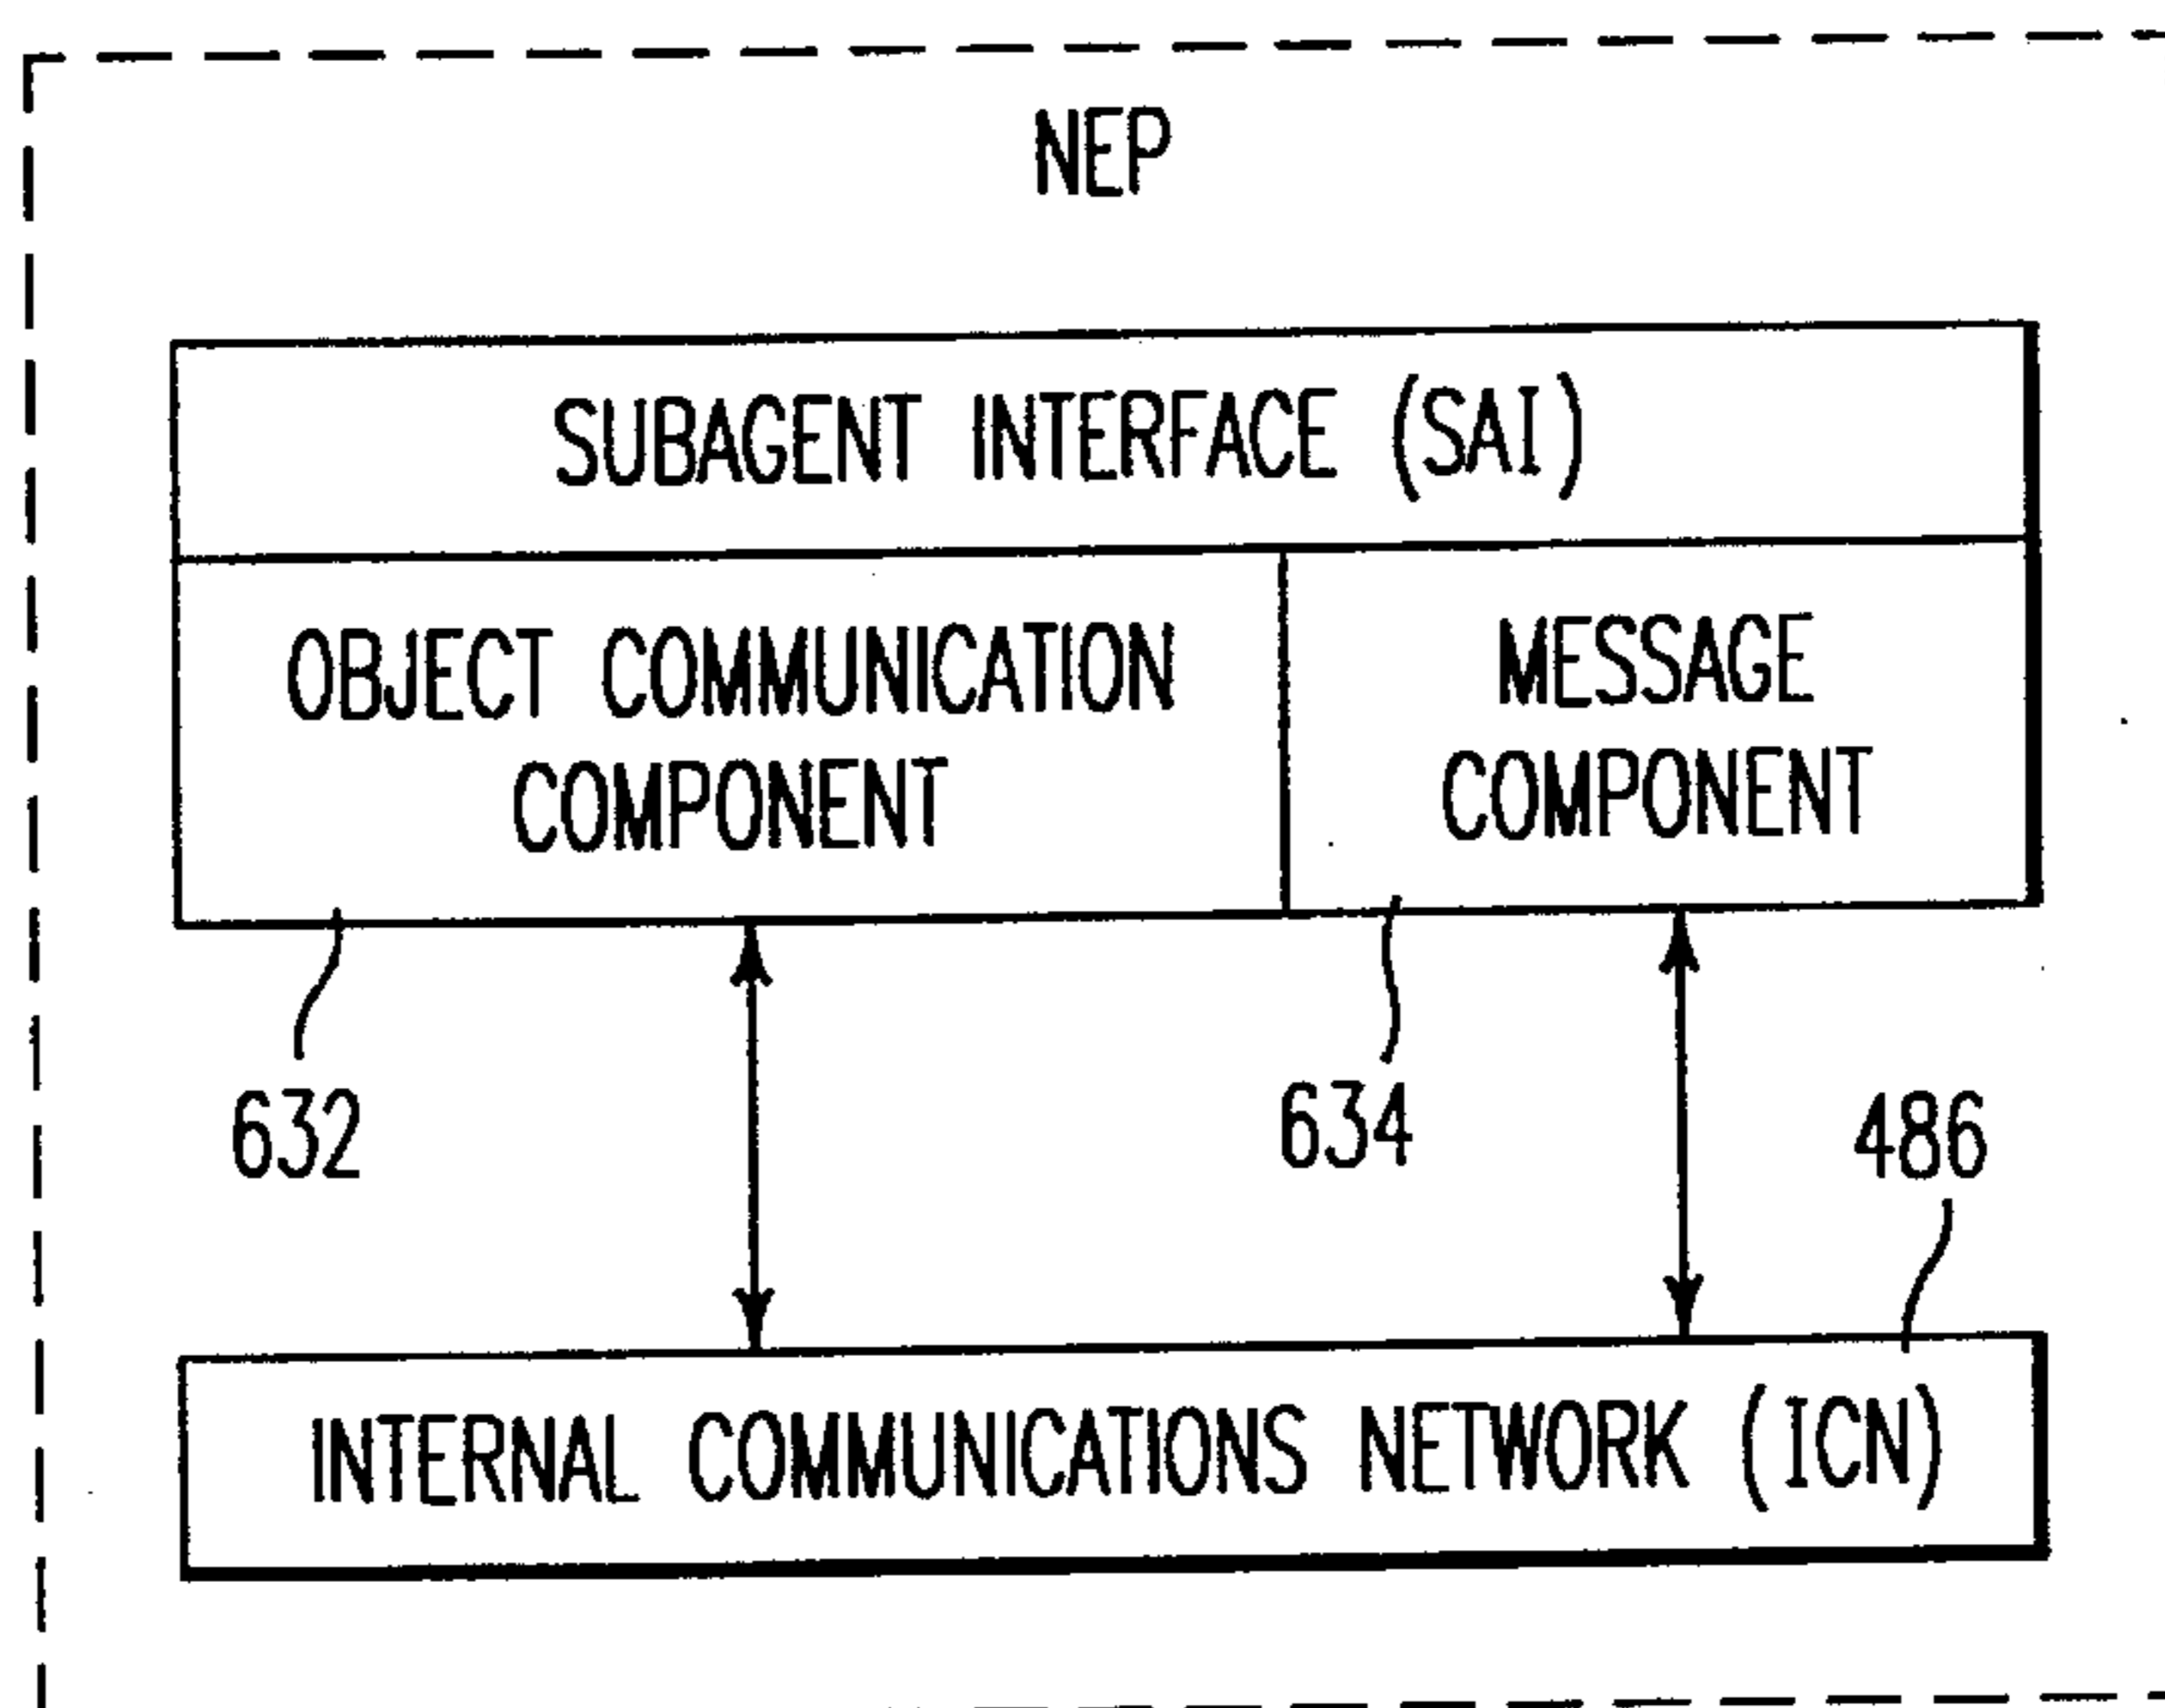 NEP
SUBAGENT INTERFACE (SAI)
OBJECT COMMUNICATION
COMPONENT
MESSAGE
COMPONENT
632
634
486
INTERNAL COMMUNICATIONS NETWORK (ICN)